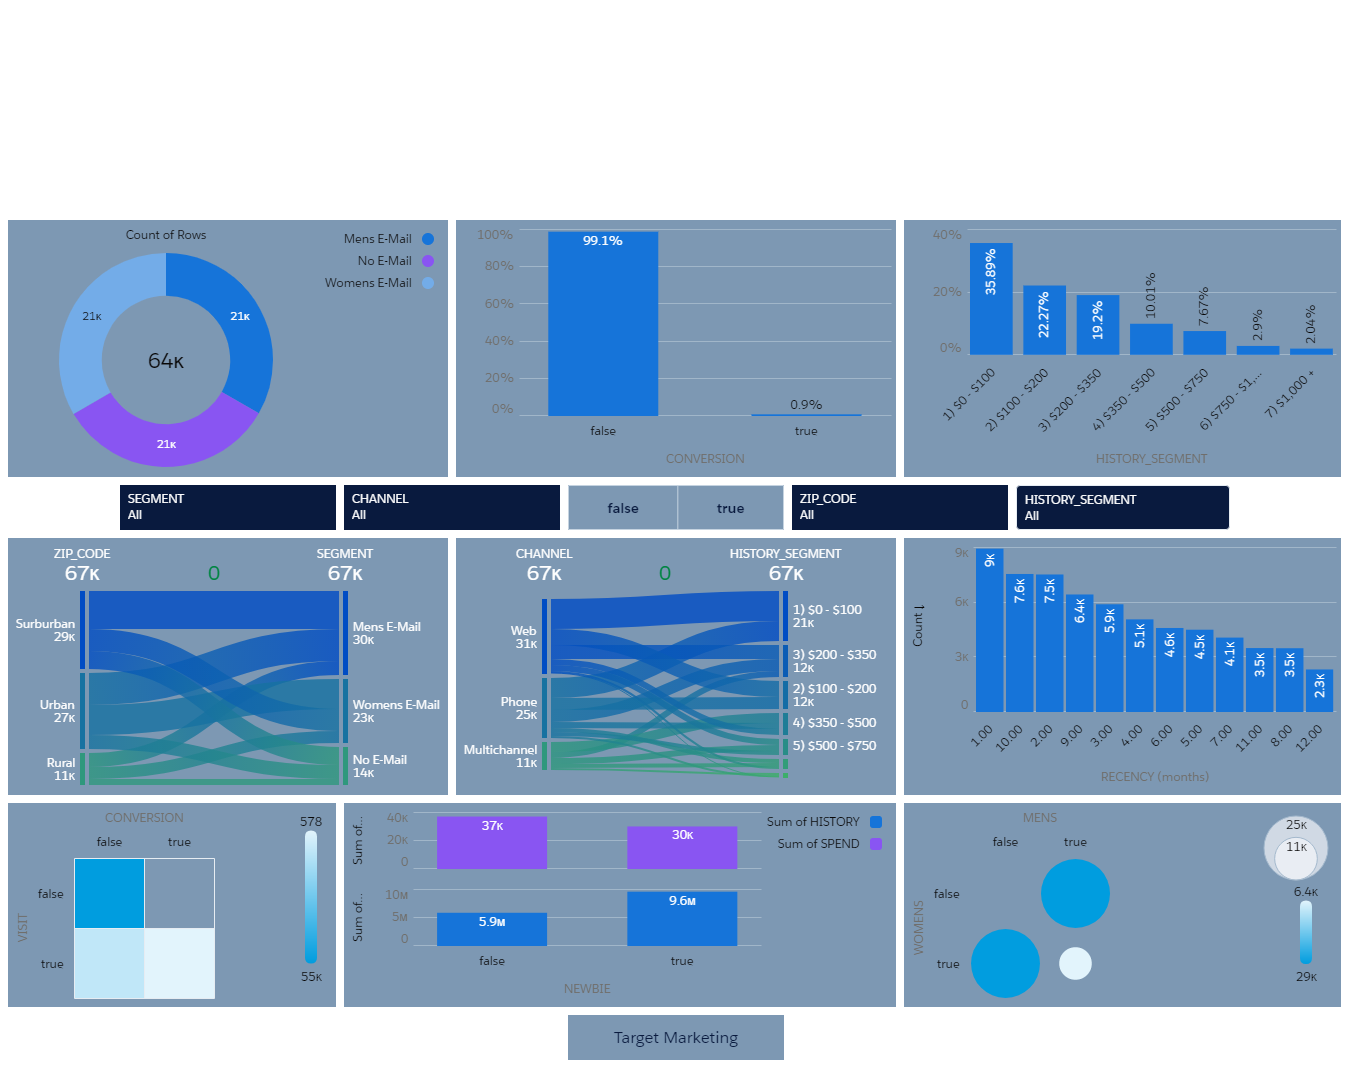 Count of Rows
Mens E-Mail
No E-Mail
Womens E-Mail
21K
21K
64K
21K
100%
80%
60%
40%
20%
0%
99.1%
0.9%
false
true
CONVERSION
40%
20%
0%
35.89%
22.27%
19.2%
10.01%
7.67%
2.9%
2.04%
1) $0 - $100
2) $100 - $200
3) $200 - $350
4) $350 - $500
5) $500 - $750
6) $750 - $1,...
7) $1,000 +
HISTORY_SEGMENT
SEGMENT
All
CHANNEL
All
false
true
ZIP_CODE
All
HISTORY_SEGMENT
All
ZIP_CODE
67K
0
SEGMENT
67K
Surburban
29K
Urban
27K
Rural
11K
Mens E-Mail
30K
Womens E-Mail
23K
No E-Mail
14K
CHANNEL
67K
0
HISTORY_SEGMENT
67K
Web
31K
Phone
25K
Multichannel
11K
1) $0 - $100
21K
3) $200 - $350
12K
2) $100 - $200
12K
4) $350 - $500
5) $500 - $750
Count ↓
9K
6K
3K
0
9K
7.6K
7.5K
6.4K
5.9K
5.1K
4.6K
4.5K
4.1K
3.5K
3.5K
2.3K
1.00
10.00
2.00
9.00
3.00
4.00
6.00
5.00
7.00
11.00
8.00
12.00
RECENCY (months)
CONVERSION
false
true
VISIT
false
true
578
55K
Sum of...
40K
20K
0
37K
30K
Sum of...
10M
5M
0
5.9M
9.6M
false
true
NEWBIE
Sum of HISTORY
Sum of SPEND
MENS
false
true
WOMENS
false
true
25K
11K
6.4K
29K
Target Marketing